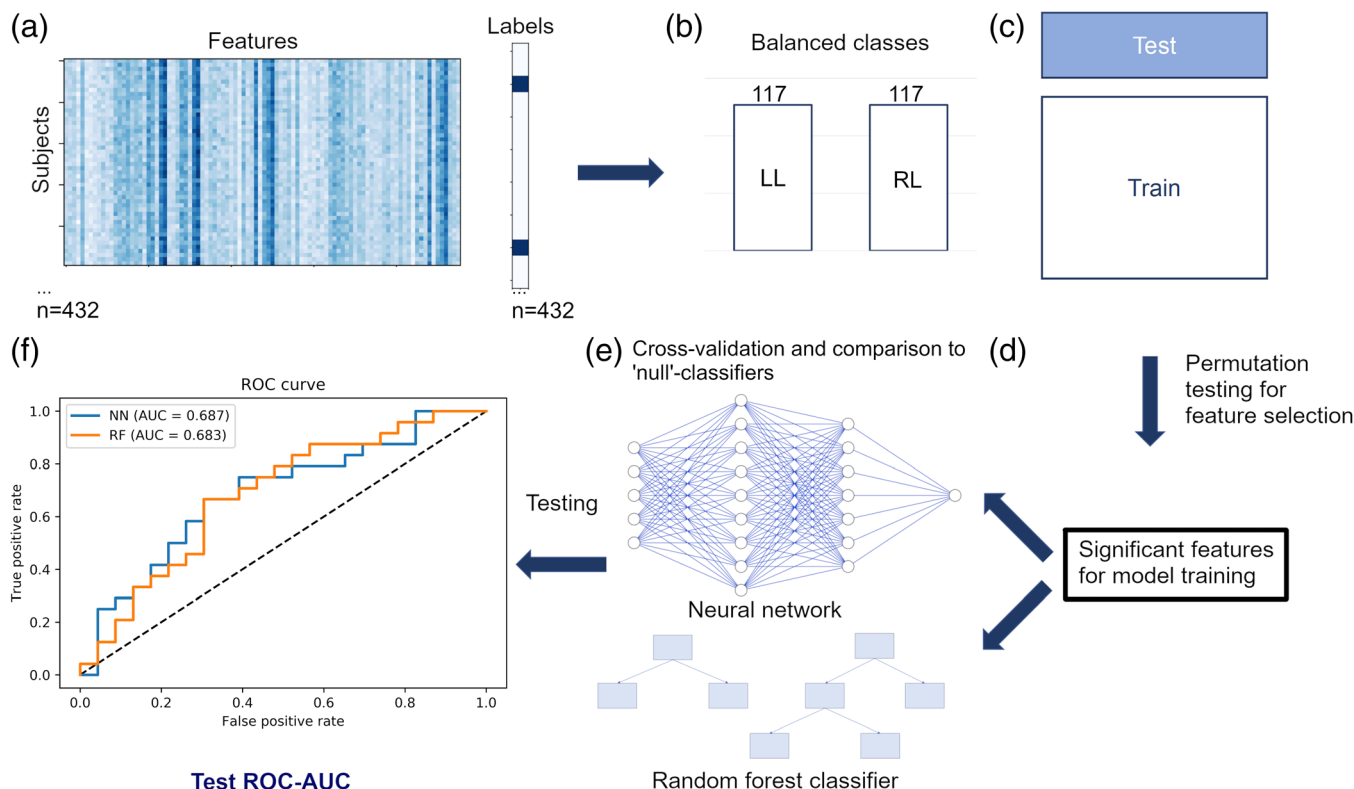 (a)
Features
Labels
Subjects
...
n=432
...
n=432
(b)
Balanced classes
117
117
LL
RL
(c)
Test
Train
(d)
Permutation
testing for
feature selection
Significant features
for model training
(e)
Cross-validation and comparison to
'null'-classifiers
Neural network
Random forest classifier
Testing
(f)
ROC curve
NN (AUC = 0.687)
RF (AUC = 0.683)
True positive rate
1.0
0.8
0.6
0.4
0.2
0.0
0.0
0.2
0.4
0.6
0.8
1.0
False positive rate
Test ROC-AUC